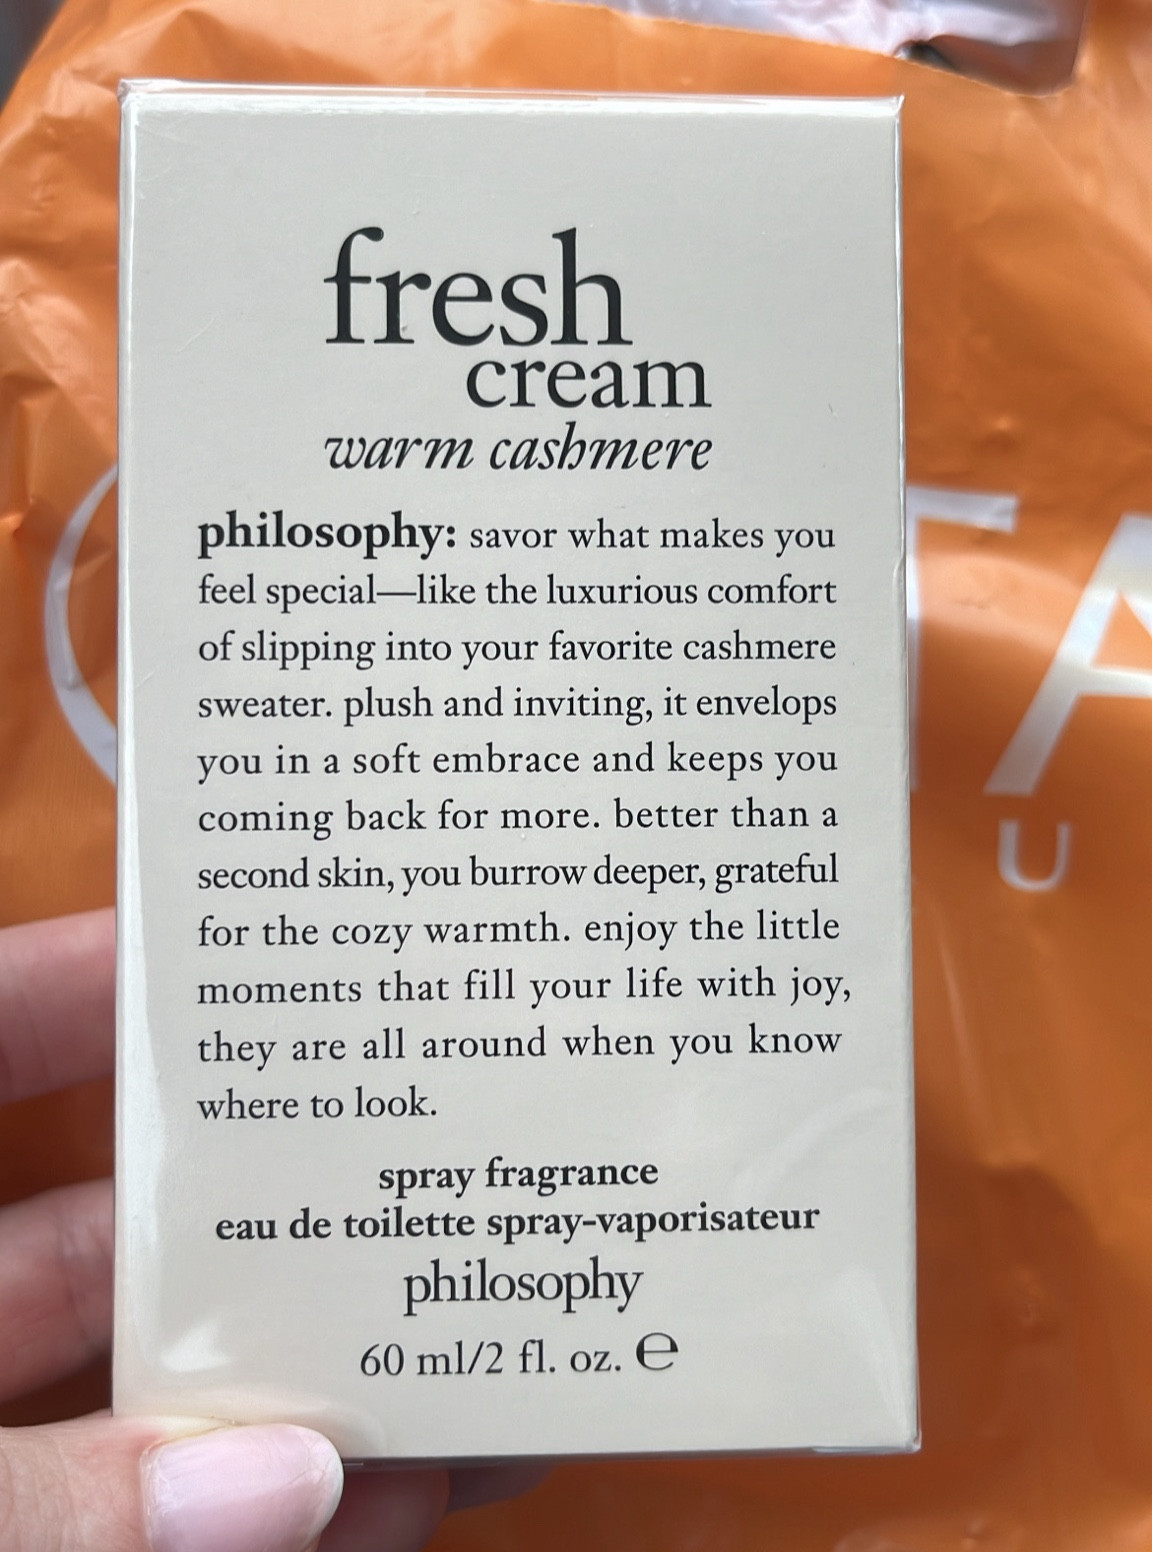 fresh
cream
warm cashmere
philosophy: savor what makes you
feel special—like the luxurious comfort
of slipping into your favorite cashmere
sweater. plush and inviting, it envelops
you in a soft embrace and keeps you
coming back for more. better than a
second skin, you burrow deeper, grateful
for the cozy warmth. enjoy the little
moments that fill your life with joy,
they are all around when you know
where to look.
spray fragrance
eau de toilette spray-vaporisateur
philosophy
60 ml/2 fl. oz. ℮